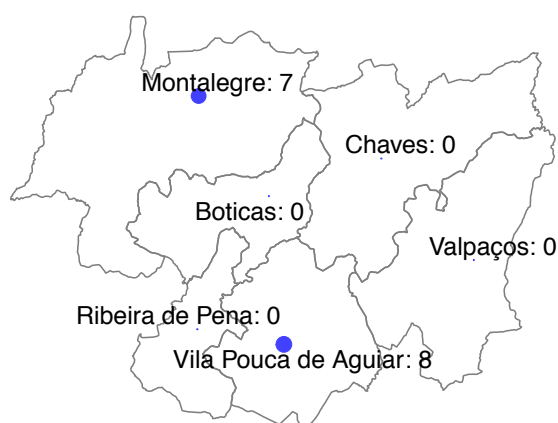 Montalegre: 7
Chaves: 0
Boticas: 0
Valpaços: 0
Ribeira de Pena: 0
Vila Pouca de Aguiar: 8